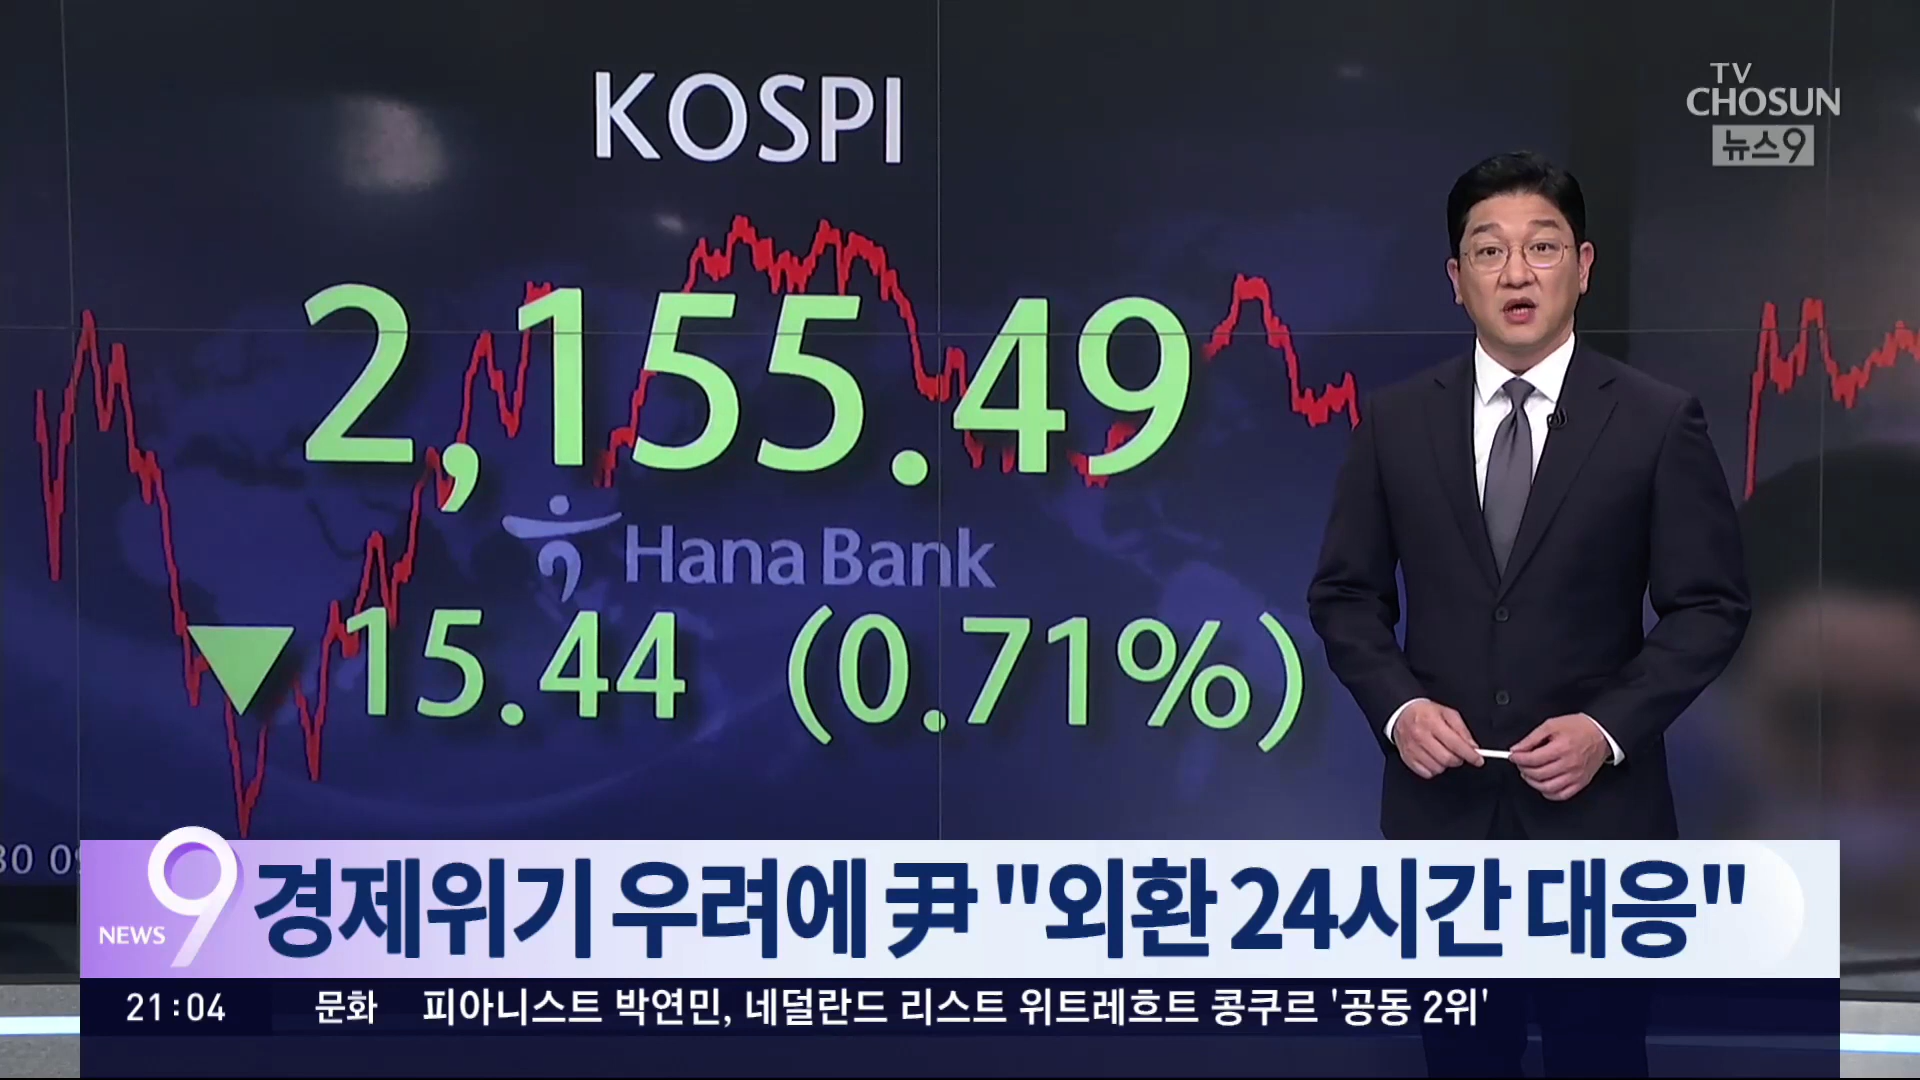 KOSPI
TV
CHOSUN
뉴스9
2,155.49
Hana Bank
▼15.44 (0.71%)
NEWS 9
경제위기 우려에 尹 "외환 24시간 대응"
21:04 문화 피아니스트 박연민, 네덜란드 리스트 위트레흐트 콩쿠르 '공동 2위'